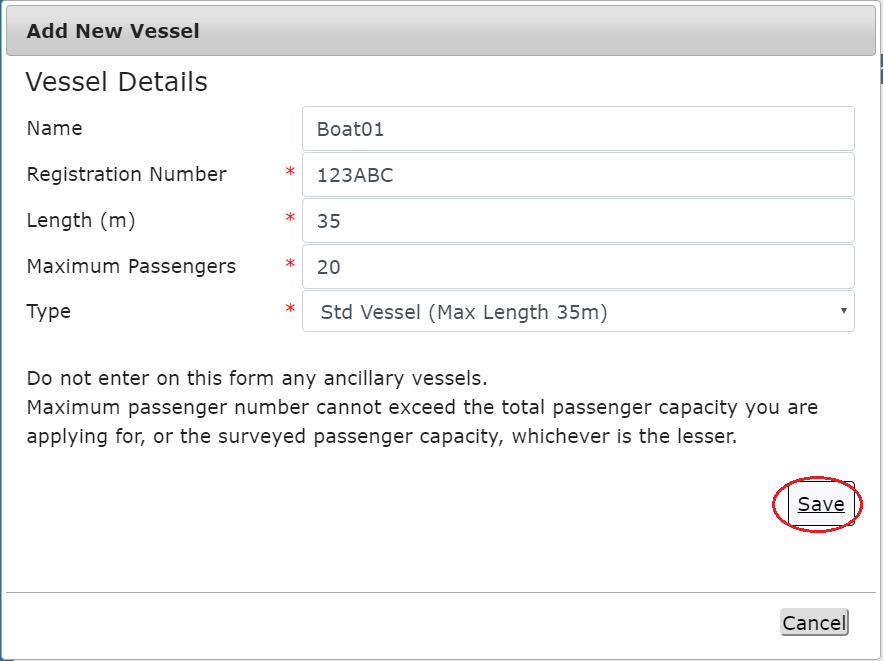 Add New Vessel
Vessel Details
Name Boat01
Registration Number * 123ABC
Length (m) * 35
Maximum Passengers * 20
Type * Std Vessel (Max Length 35m)
Do not enter on this form any ancillary vessels.
Maximum passenger number cannot exceed the total passenger capacity you are
applying for, or the surveyed passenger capacity, whichever is the lesser.
Save
Cancel